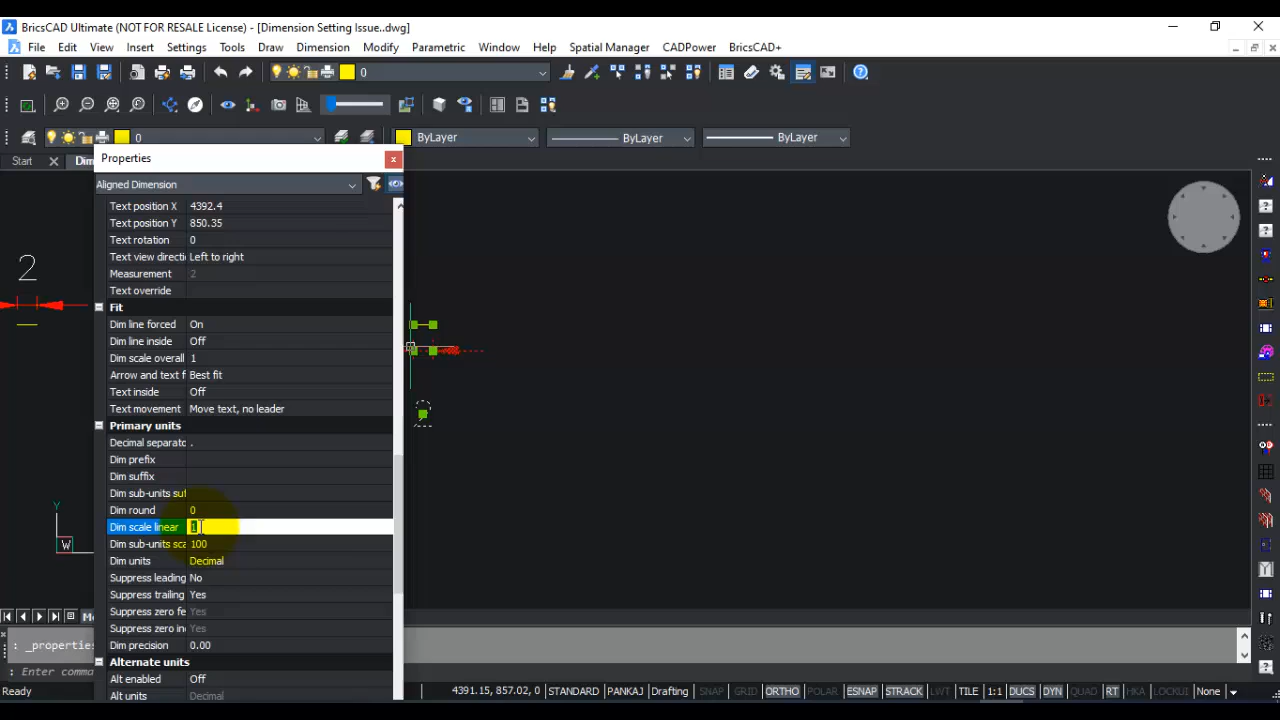 BricsCAD Ultimate (NOT FOR RESALE License) - [Dimension Setting Issue..dwg]
File Edit View Insert Settings Tools Draw Dimension Modify Parametric Window Help Spatial Manager CADPower BricsCAD+
0
0 ByLayer ByLayer ByLayer
Start Dim
Properties
Aligned Dimension
Text position X 4392.4
Text position Y 850.35
Text rotation 0
Text view directi Left to right
Measurement 2
Text override
Fit
Dim line forced On
Dim line inside Off
Dim scale overall 1
Arrow and text f Best fit
Text inside Off
Text movement Move text, no leader
Primary units
Decimal separato .
Dim prefix
Dim suffix
Dim sub-units suf
Dim round 0
Dim scale linear 1
Dim sub-units sca 100
Dim units Decimal
Suppress leading No
Suppress trailing Yes
Suppress zero fe Yes
Suppress zero inc Yes
Dim precision 0.00
Alternate units
Alt enabled Off
Alt units Decimal
2
Y
W
Mo
: _properties
: Enter comma
Ready 4391.15, 857.02, 0 STANDARD PANKAJ Drafting SNAP GRID ORTHO POLAR ESNAP STRACK LWT TILE 1:1 DUCS DYN QUAD RT HKA LOCKUI None